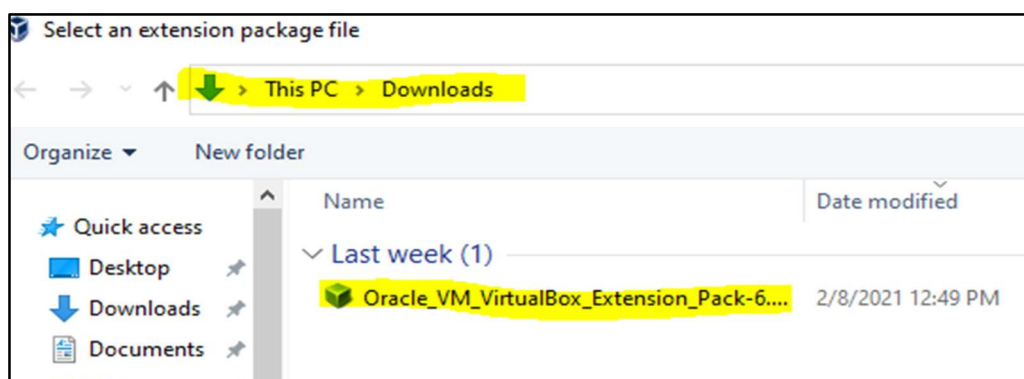 Select an extension package file
This PC > Downloads
Organize New folder
Name Date modified
Quick access
Last week (1)
Desktop
Oracle_VM_VirtualBox_Extension_Pack-6.... 2/8/2021 12:49 PM
Downloads
Documents